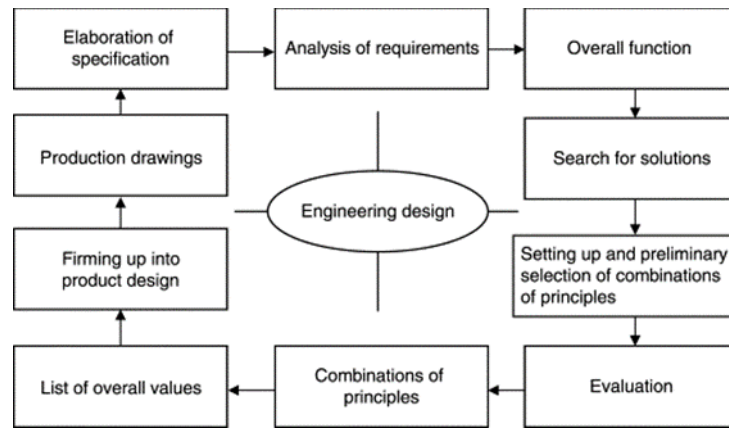 Elaboration of
specification
Analysis of requirements
Overall function
Production drawings
Search for solutions
Engineering design
Firming up into
product design
Setting up and preliminary
selection of combinations
of principles
List of overall values
Combinations of
principles
Evaluation